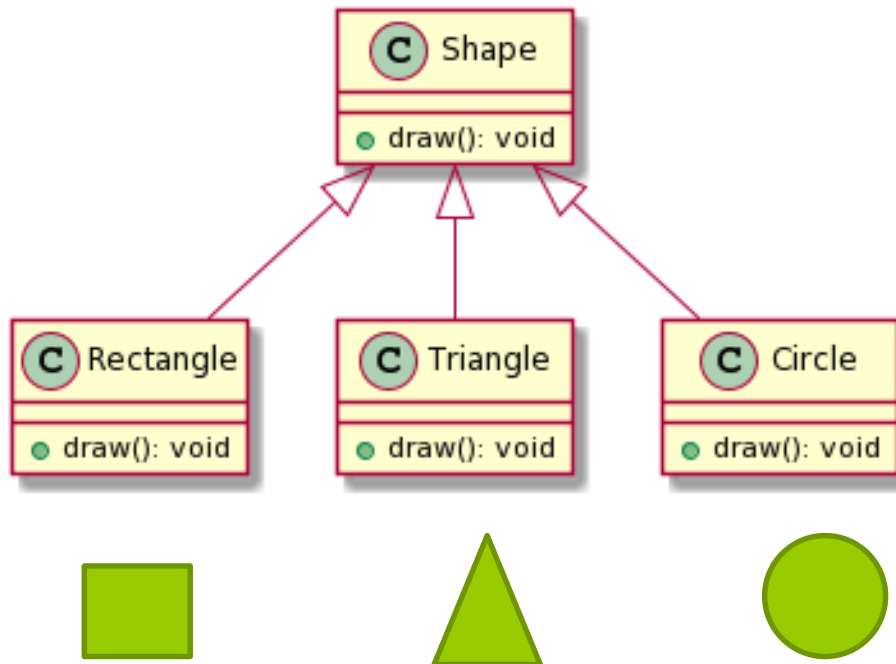 C Shape
draw(): void
C Rectangle
C Triangle
C Circle
draw(): void
draw(): void
draw(): void